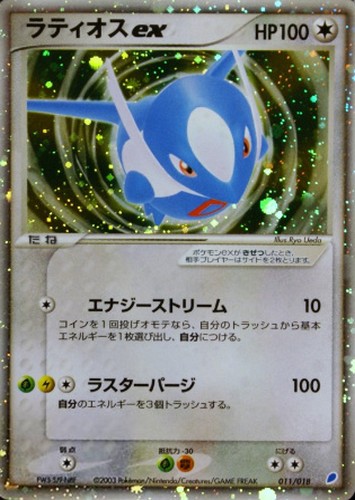 ラティオスex HP100
たね
Illus.Ryo Ueda
ポケモンexがきぜつしたとき、
相手プレイヤーはサイドを2枚とります。
エナジーストリーム 10
コインを1回投げオモテなら、自分のトラッシュから基本
エネルギーを1枚選び出し、自分につける。
ラスターパージ 100
自分のエネルギーを3個トラッシュする。
弱点 抵抗力 -30 にげる
©2003 Pokémon/Nintendo/Creatures/GAME FREAK 011/018